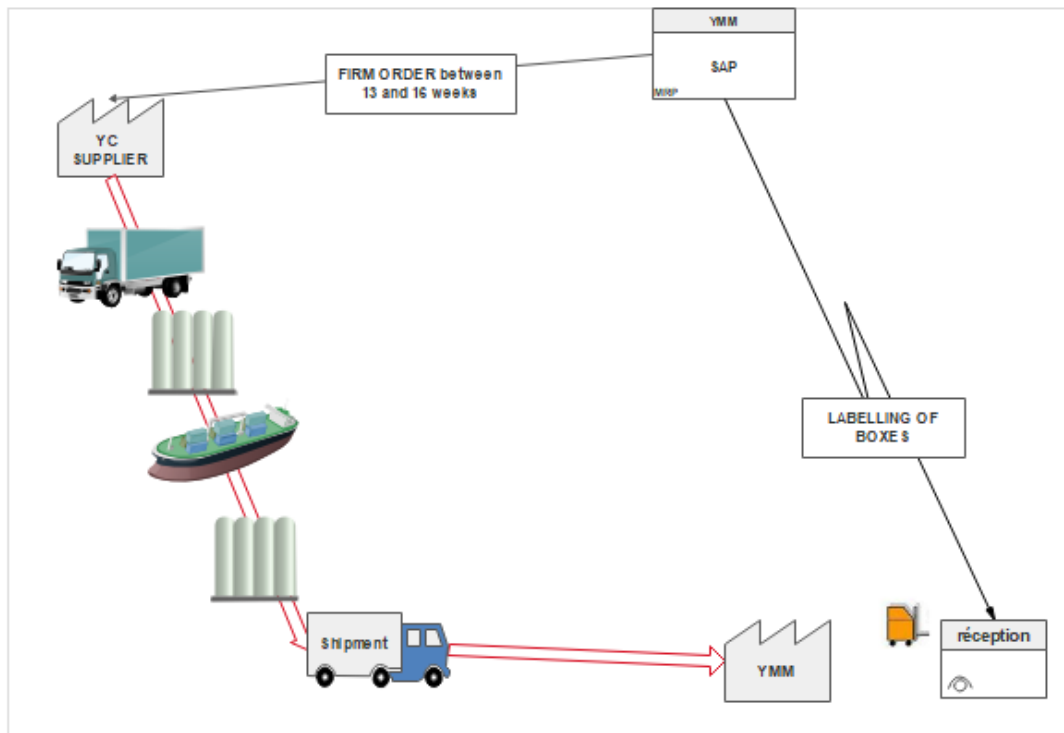 YMM
SAP
MRP
FIRM ORDER between
13 and 16 weeks
YC
SUPPLIER
LABELLING OF
BOXES
Shipment
YMM
réception